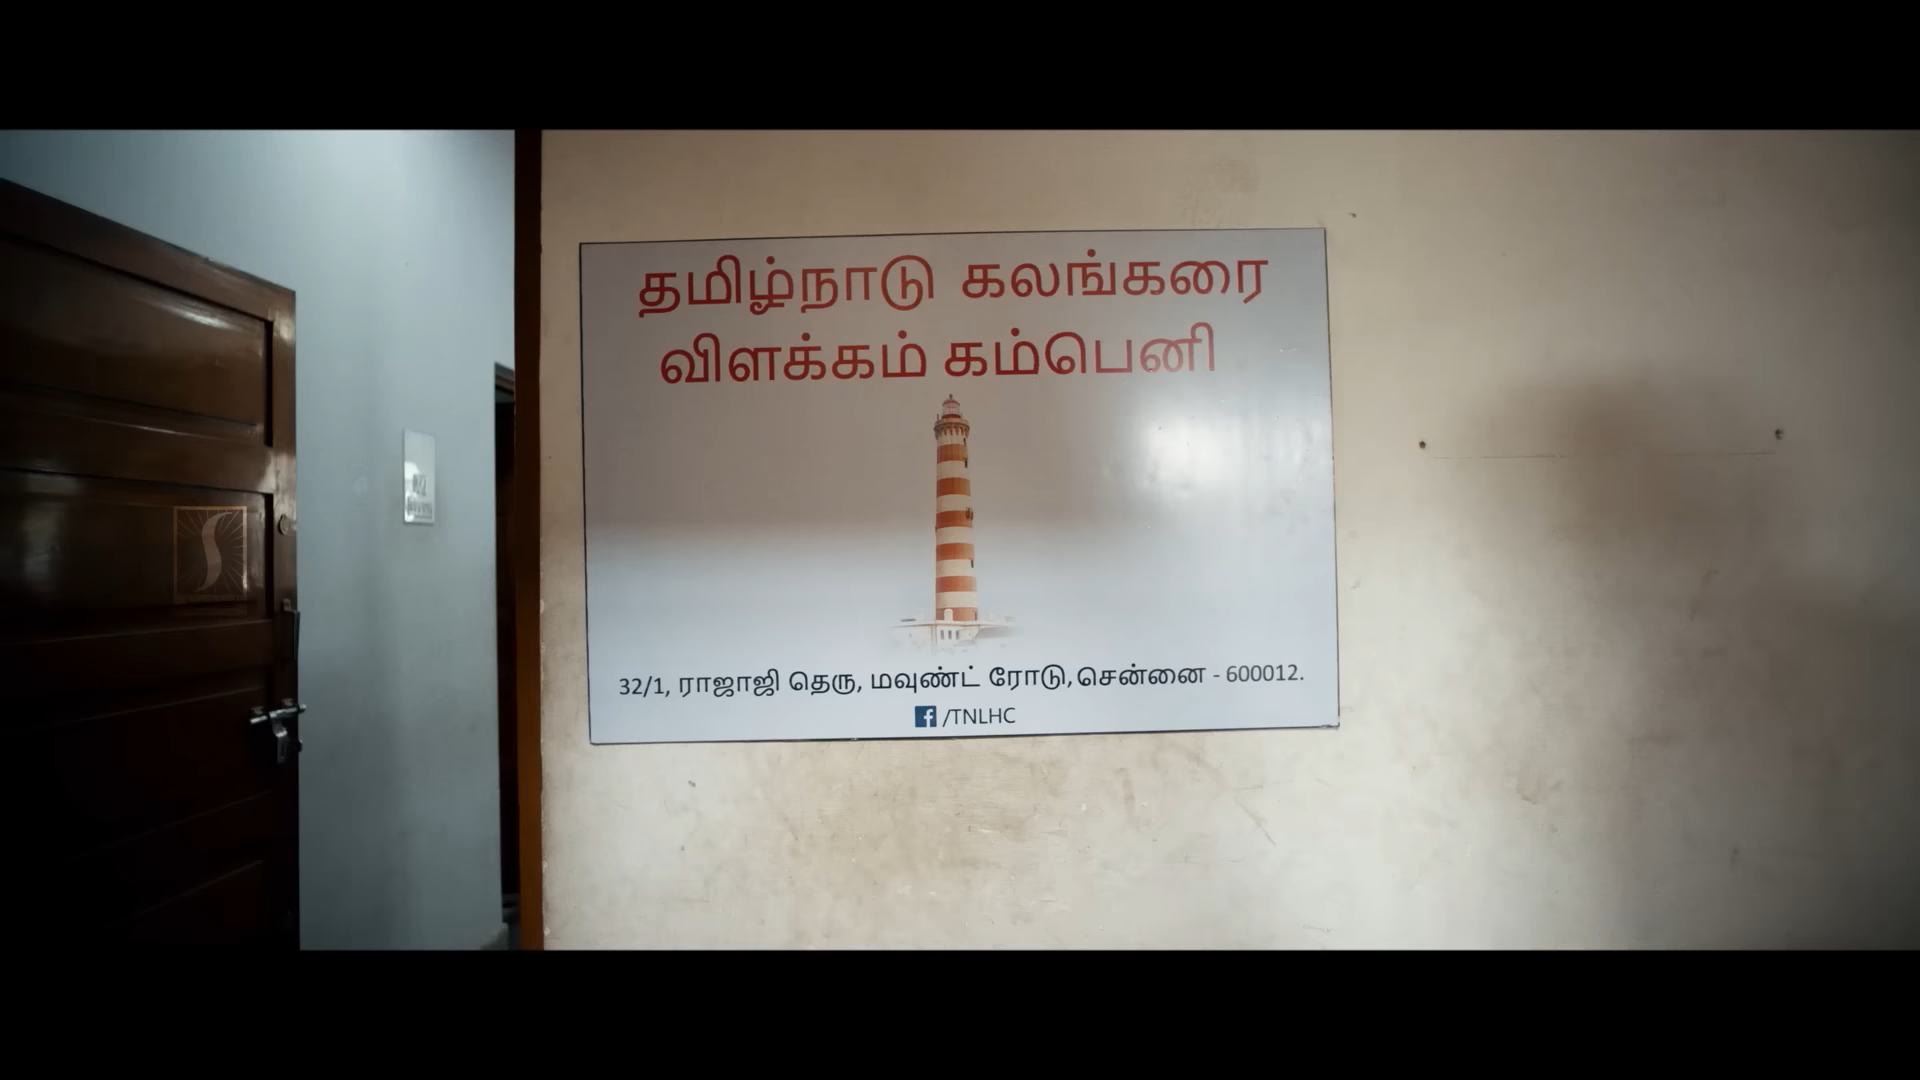 தமிழ்நாடு கலங்கரை
விளக்கம் கம்பெனி
32/1, ராஜாஜி தெரு, மவுண்ட் ரோடு, சென்னை - 600012.
/TNLHC